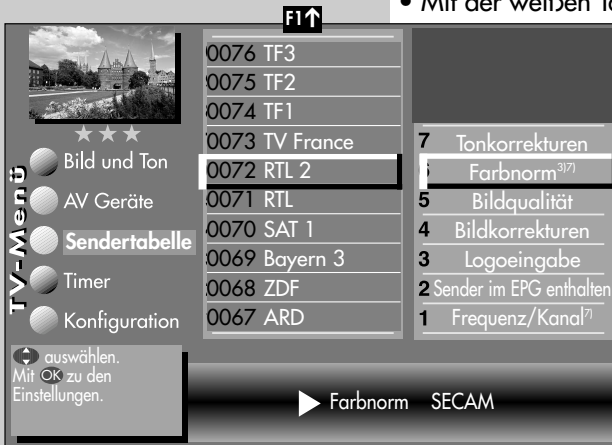 • Mit der weißen Ta
F1↑
TV-Menü
Bild und Ton
AV Geräte
Sendertabelle
Timer
Konfiguration
auswählen.
Mit OK zu den
Einstellungen.
0076 TF3
0075 TF2
0074 TF1
0073 TV France
0072 RTL 2
0071 RTL
0070 SAT 1
0069 Bayern 3
0068 ZDF
0067 ARD
7 Tonkorrekturen
6 Farbnorm3)7)
5 Bildqualität
4 Bildkorrekturen
3 Logoeingabe
2 Sender im EPG enthalten
1 Frequenz/Kanal7)
Farbnorm SECAM